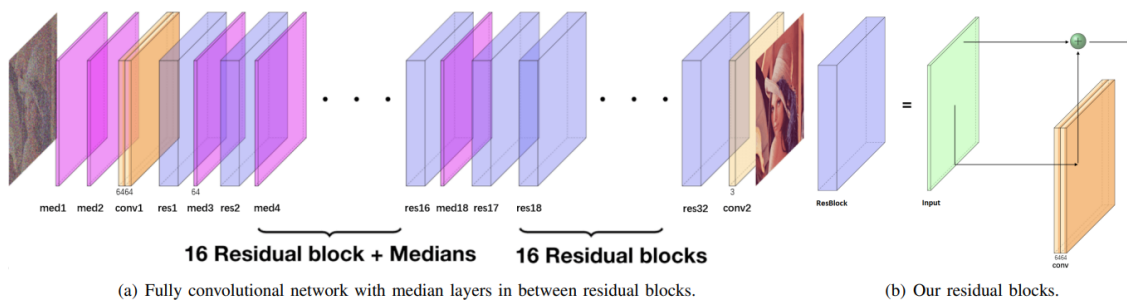 6464
64
3
med1 med2 conv1 res1 med3 res2 med4 res16 med18 res17 res18 res32 conv2
16 Residual block + Medians
16 Residual blocks
(a) Fully convolutional network with median layers in between residual blocks.
ResBlock
=
Input
+
6464
conv
(b) Our residual blocks.